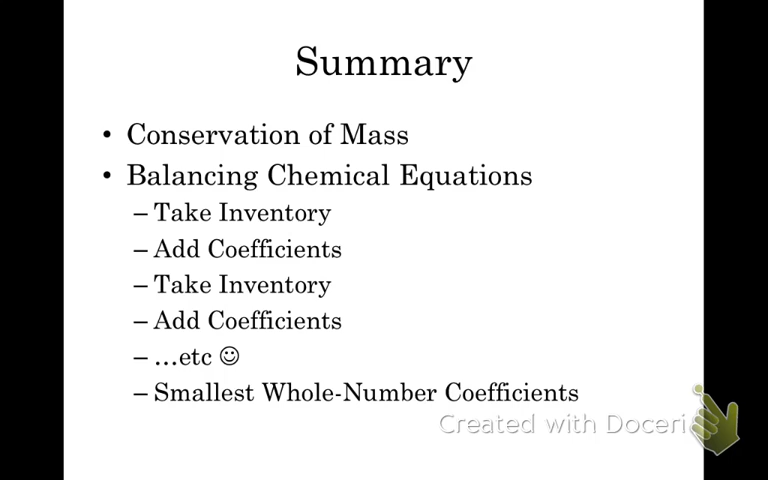 Summary
• Conservation of Mass
• Balancing Chemical Equations
– Take Inventory
– Add Coefficients
– Take Inventory
– Add Coefficients
– …etc ☺
– Smallest Whole-Number Coefficients
Created with Doceri